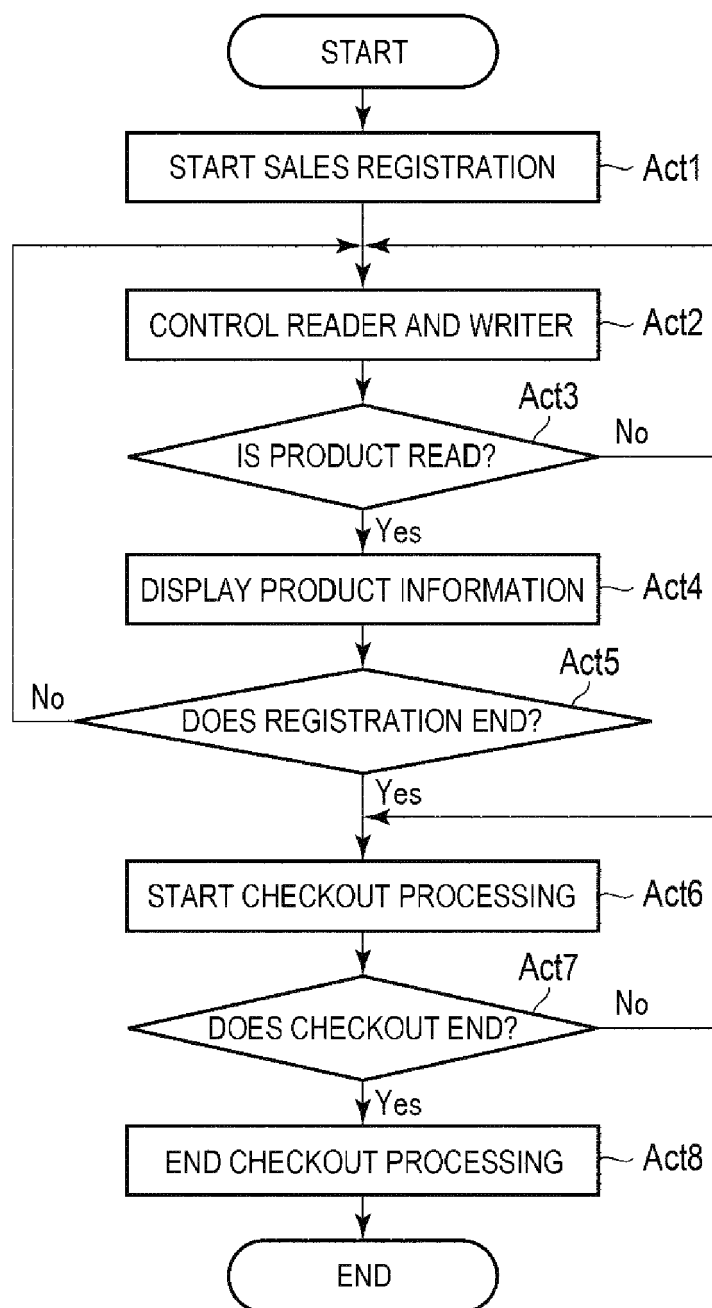 START
START SALES REGISTRATION
Act1
CONTROL READER AND WRITER
Act2
Act3
IS PRODUCT READ?
No
Yes
DISPLAY PRODUCT INFORMATION
Act4
Act5
No
DOES REGISTRATION END?
Yes
START CHECKOUT PROCESSING
Act6
Act7
DOES CHECKOUT END?
No
Yes
END CHECKOUT PROCESSING
Act8
END